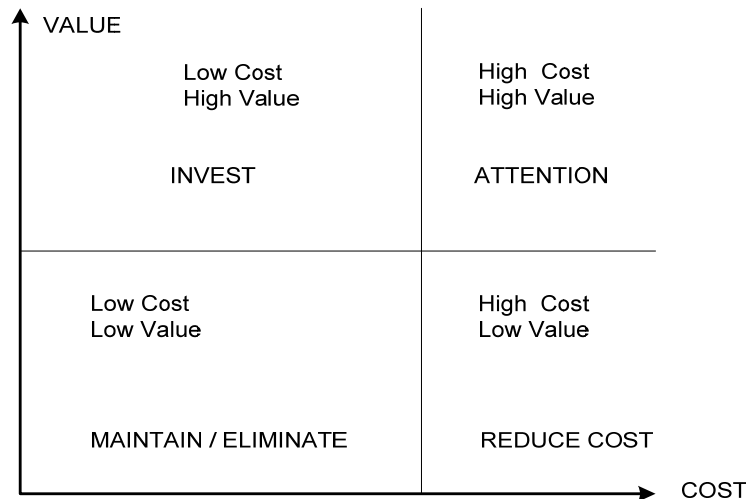 VALUE
Low Cost
High Value
High  Cost
High Value
INVEST
ATTENTION
Low Cost
Low Value
High  Cost
Low Value
MAINTAIN / ELIMINATE
REDUCE COST
COST